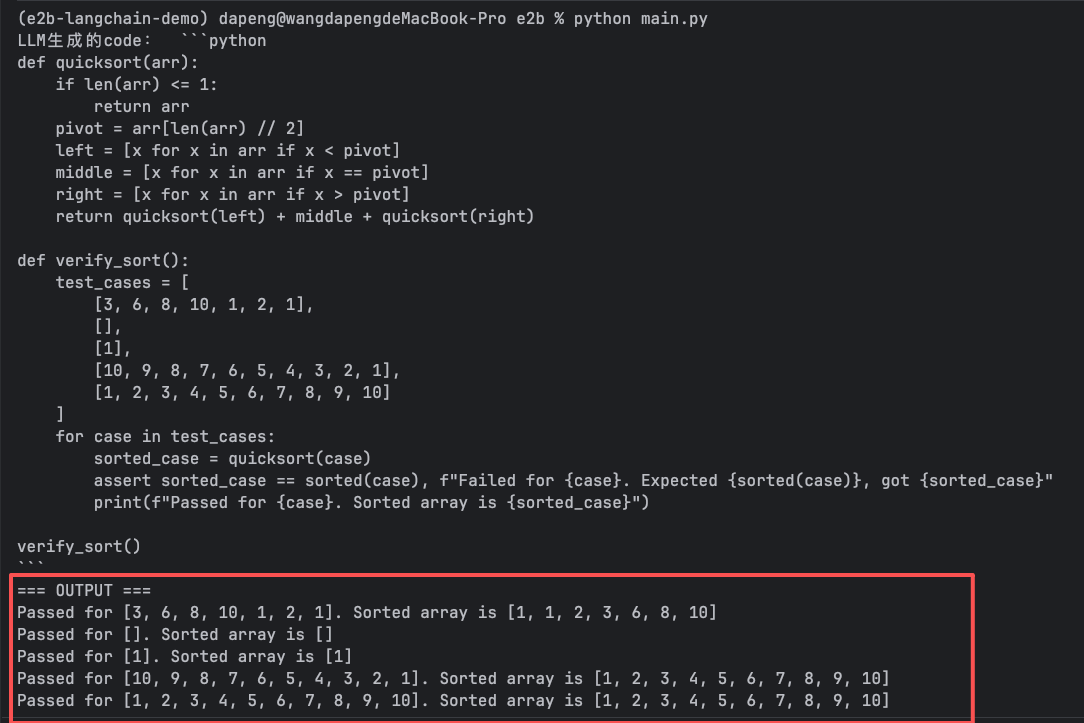 (e2b-langchain-demo) dapeng@wangdapengdeMacBook-Pro e2b % python main.py
LLM生成的code:  ```python
def quicksort(arr):
    if len(arr) <= 1:
        return arr
    pivot = arr[len(arr) // 2]
    left = [x for x in arr if x < pivot]
    middle = [x for x in arr if x == pivot]
    right = [x for x in arr if x > pivot]
    return quicksort(left) + middle + quicksort(right)

def verify_sort():
    test_cases = [
        [3, 6, 8, 10, 1, 2, 1],
        [],
        [1],
        [10, 9, 8, 7, 6, 5, 4, 3, 2, 1],
        [1, 2, 3, 4, 5, 6, 7, 8, 9, 10]
    ]
    for case in test_cases:
        sorted_case = quicksort(case)
        assert sorted_case == sorted(case), f"Failed for {case}. Expected {sorted(case)}, got {sorted_case}"
        print(f"Passed for {case}. Sorted array is {sorted_case}")

verify_sort()
```
=== OUTPUT ===
Passed for [3, 6, 8, 10, 1, 2, 1]. Sorted array is [1, 1, 2, 3, 6, 8, 10]
Passed for []. Sorted array is []
Passed for [1]. Sorted array is [1]
Passed for [10, 9, 8, 7, 6, 5, 4, 3, 2, 1]. Sorted array is [1, 2, 3, 4, 5, 6, 7, 8, 9, 10]
Passed for [1, 2, 3, 4, 5, 6, 7, 8, 9, 10]. Sorted array is [1, 2, 3, 4, 5, 6, 7, 8, 9, 10]